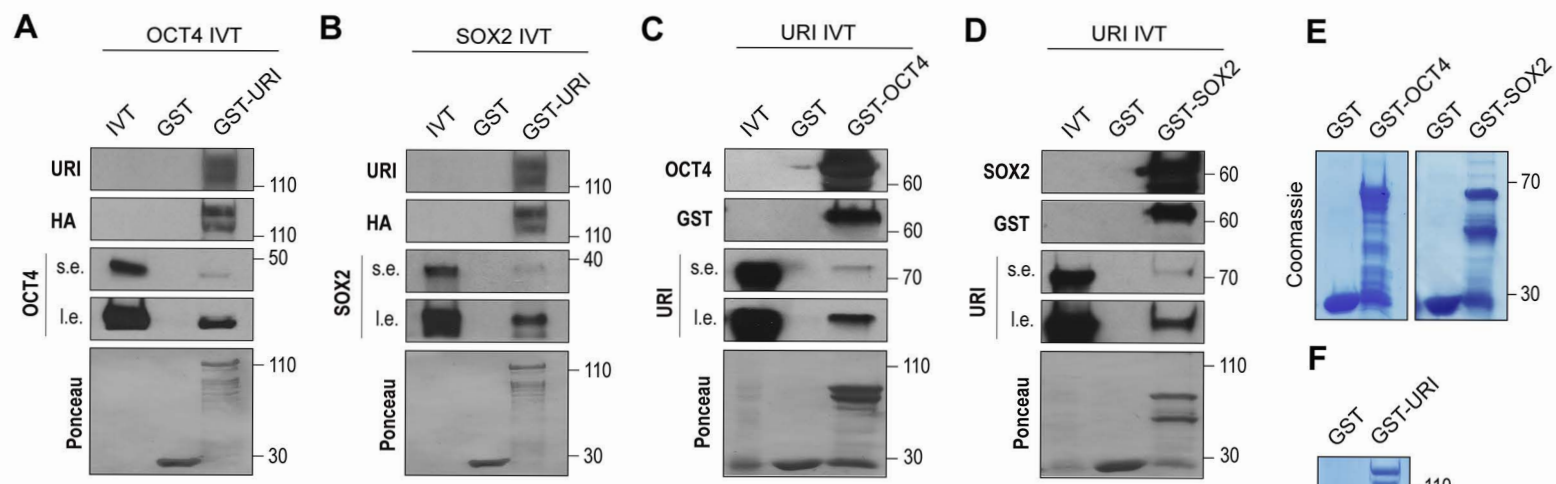 A
OCT4 IVT
IVT
GST
GST-URI
URI
110
HA
110
OCT4
s.e.
50
l.e.
Ponceau
110
30
B
SOX2 IVT
IVT
GST
GST-URI
URI
110
HA
110
SOX2
s.e.
40
l.e.
Ponceau
110
30
C
URI IVT
IVT
GST
GST-OCT4
OCT4
60
GST
60
URI
s.e.
70
l.e.
Ponceau
110
30
D
URI IVT
IVT
GST
GST-SOX2
SOX2
60
GST
60
URI
s.e.
70
l.e.
Ponceau
110
30
E
GST
GST-OCT4
GST
GST-SOX2
Coomassie
70
30
F
GST
GST-URI
110